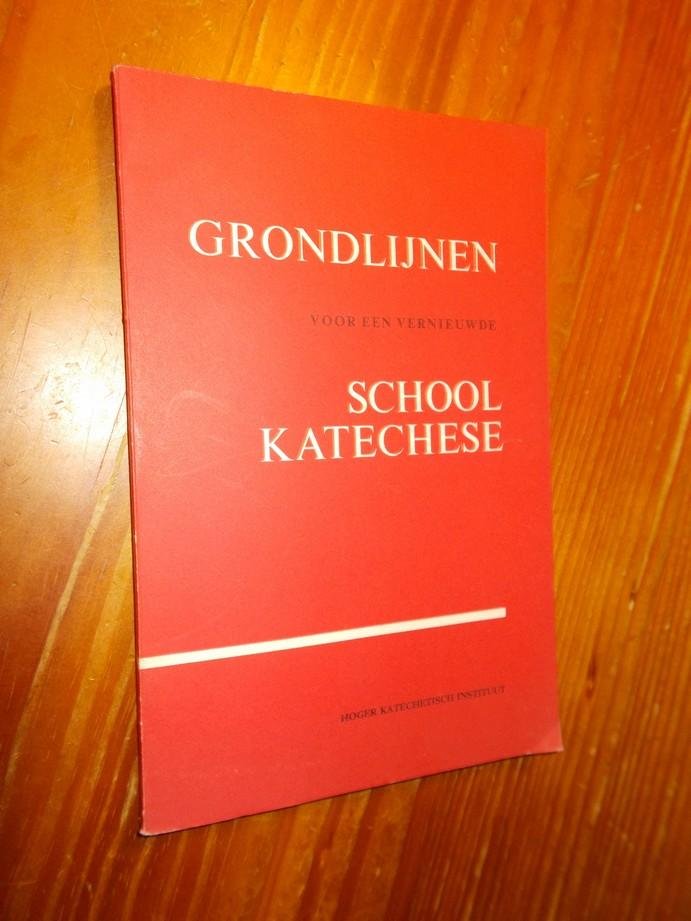 GRONDLIJNEN
VOOR EEN VERNIEUWDE
SCHOOL
KATECHESE
HOGER KATECHETISCH INSTITUUT